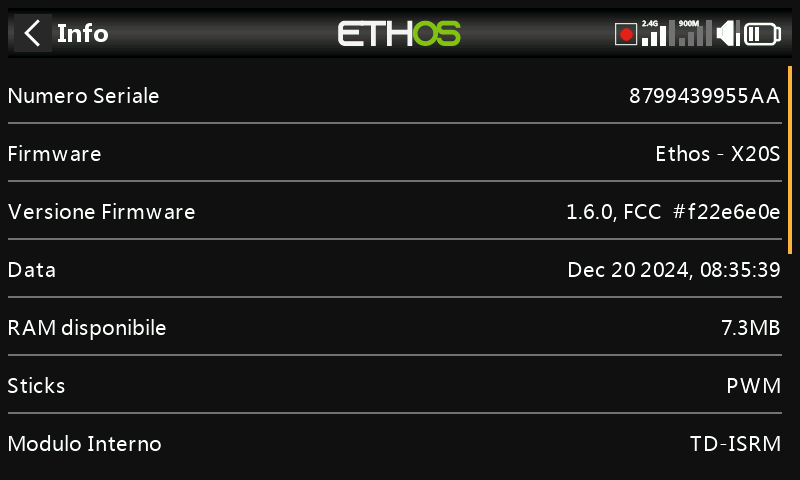 Info
ETHOS
2.4G
900M
Numero Seriale 8799439955AA
Firmware Ethos - X20S
Versione Firmware 1.6.0, FCC #f22e6e0e
Data Dec 20 2024, 08:35:39
RAM disponibile 7.3MB
Sticks PWM
Modulo Interno TD-ISRM